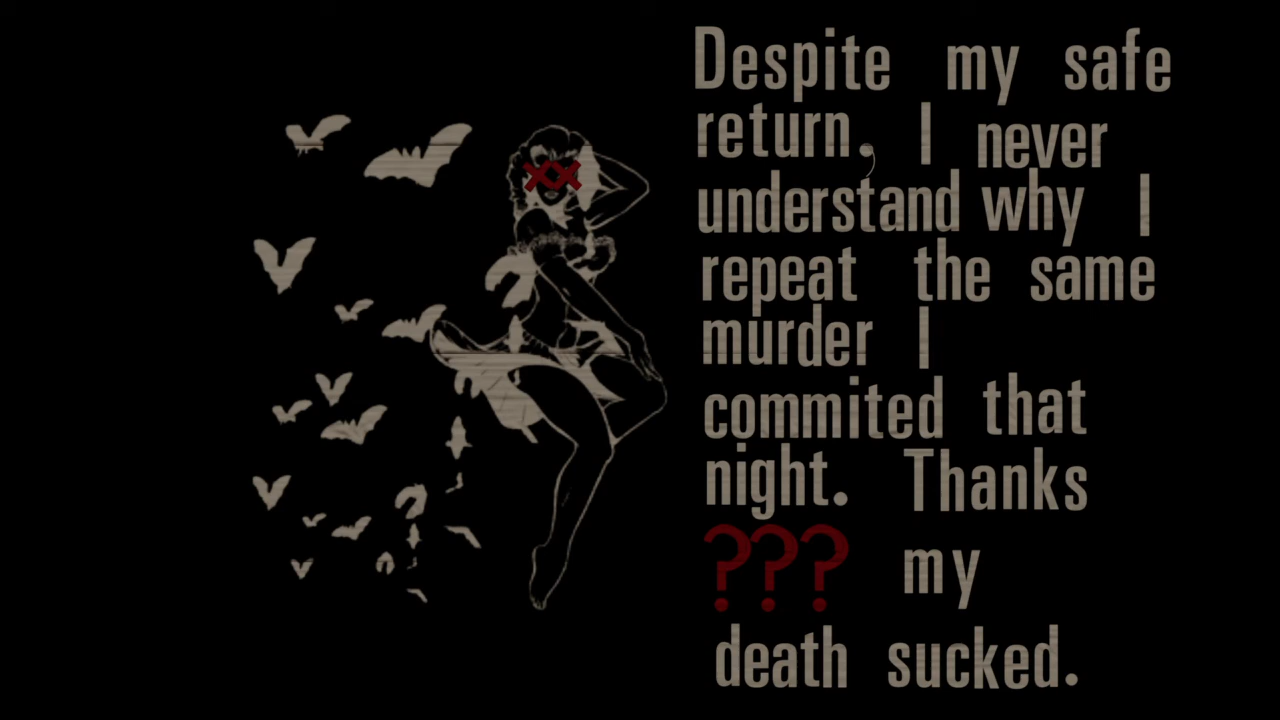 Despite my safe
return, I never
understand why I
repeat the same
murder I
commited that
night. Thanks
??? my
death sucked.